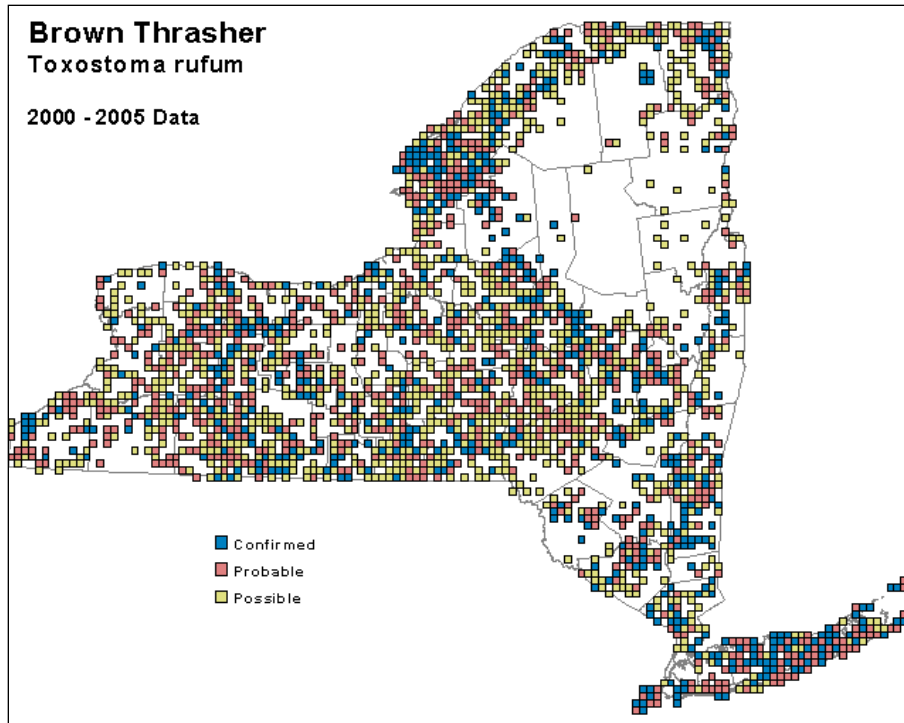 Brown Thrasher
Toxostoma rufum
2000 - 2005 Data
Confirmed
Probable
Possible